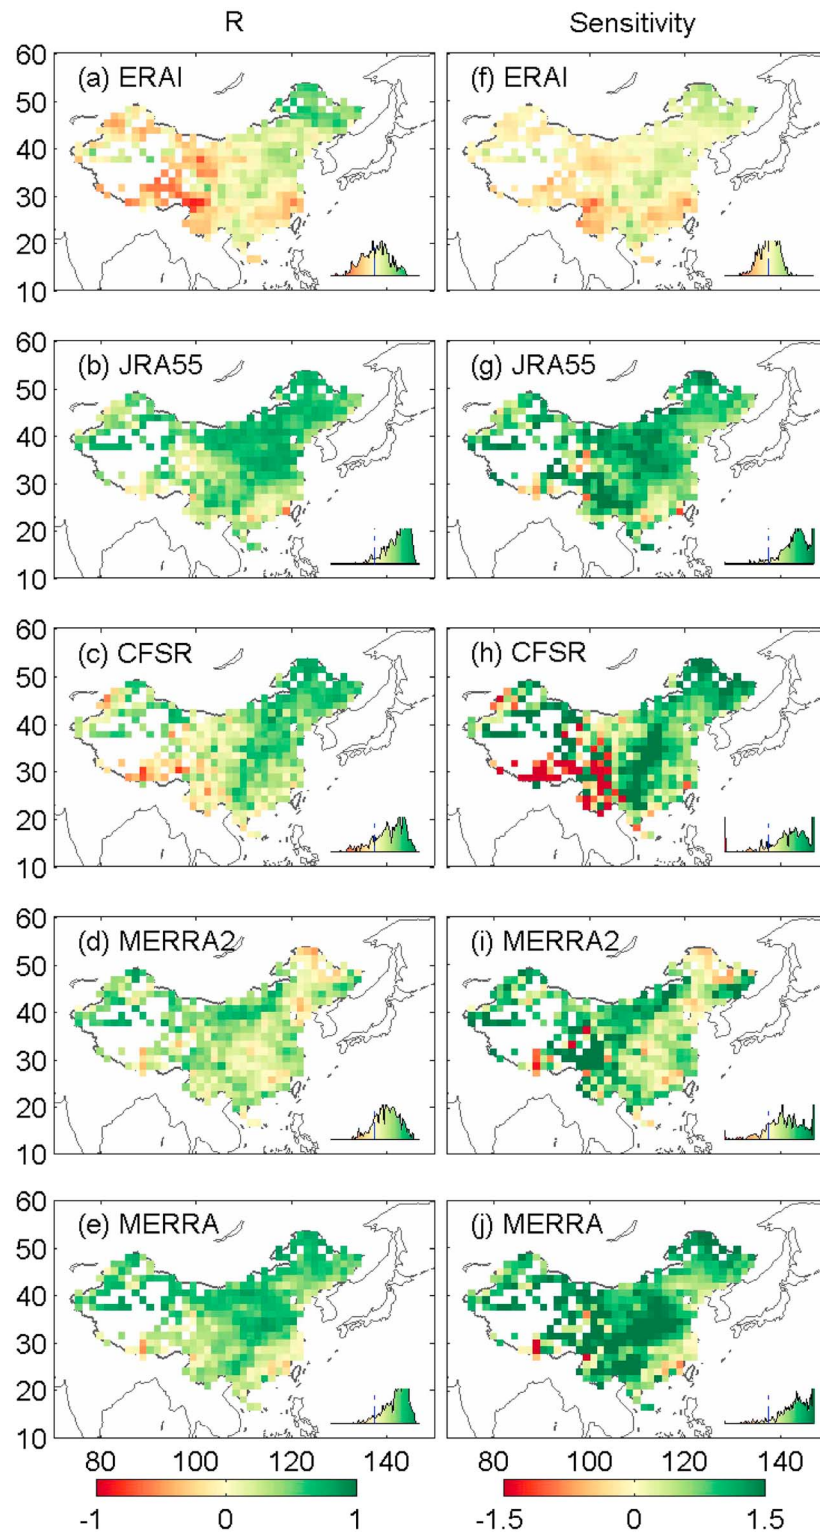 R Sensitivity
60
50
40
30
20
10
(a) ERAI
(f) ERAI
60
50
40
30
20
10
(b) JRA55
(g) JRA55
60
50
40
30
20
10
(c) CFSR
(h) CFSR
60
50
40
30
20
10
(d) MERRA2
(i) MERRA2
60
50
40
30
20
10
(e) MERRA
(j) MERRA
80 100 120 140 80 100 120 140
-1 0 1 -1.5 0 1.5